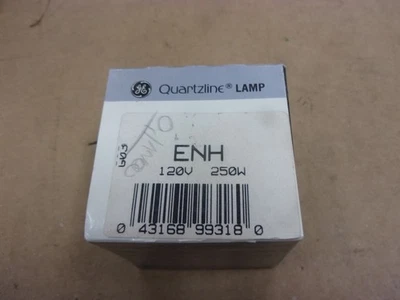 GE Quartzline® LAMP
ENH
120V 250W
0 43168 99318 0